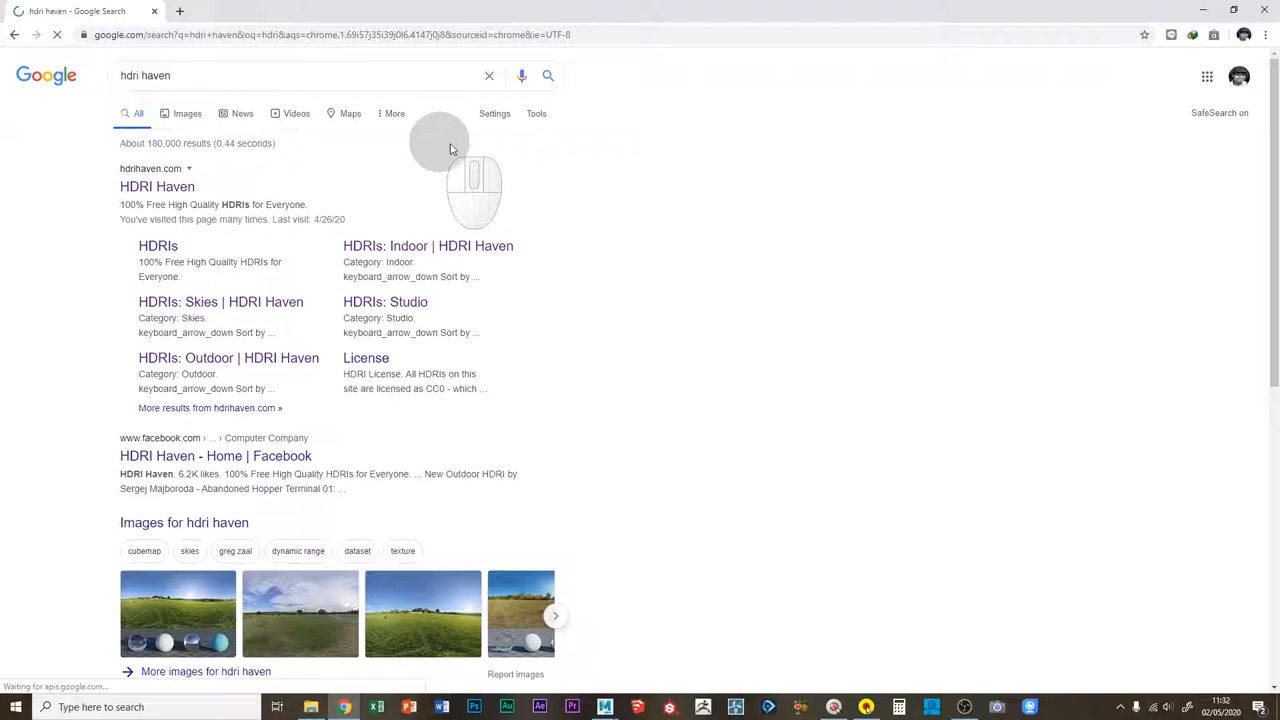 hdri haven - Google Search
google.com/search?q=hdri+haven&oq=hdri&aqs=chrome.1.69i57j35i39j0l6.4147j0j8&sourceid=chrome&ie=UTF-8
Google
hdri haven
All
Images
News
Videos
Maps
More
Settings
Tools
SafeSearch on
About 180,000 results (0.44 seconds)
hdrihaven.com
HDRI Haven
100% Free High Quality HDRIs for Everyone.
You've visited this page many times. Last visit: 4/26/20
HDRIs
100% Free High Quality HDRIs for
Everyone.
HDRIs: Indoor | HDRI Haven
Category: Indoor.
keyboard_arrow_down Sort by ...
HDRIs: Skies | HDRI Haven
Category: Skies.
keyboard_arrow_down Sort by ...
HDRIs: Studio
Category: Studio.
keyboard_arrow_down Sort by ...
HDRIs: Outdoor | HDRI Haven
Category: Outdoor.
keyboard_arrow_down Sort by ...
License
HDRI License. All HDRIs on this
site are licensed as CC0 - which ...
More results from hdrihaven.com »
www.facebook.com › ... › Computer Company
HDRI Haven - Home | Facebook
HDRI Haven. 6.2K likes. 100% Free High Quality HDRIs for Everyone. ... New Outdoor HDRI by
Sergej Majboroda - Abandoned Hopper Terminal 01: ...
Images for hdri haven
cubemap
skies
greg zaal
dynamic range
dataset
texture
More images for hdri haven
Report images
Waiting for apis.google.com...
Type here to search
Ps
Au
Ae
Pr
11:32
02/05/2020